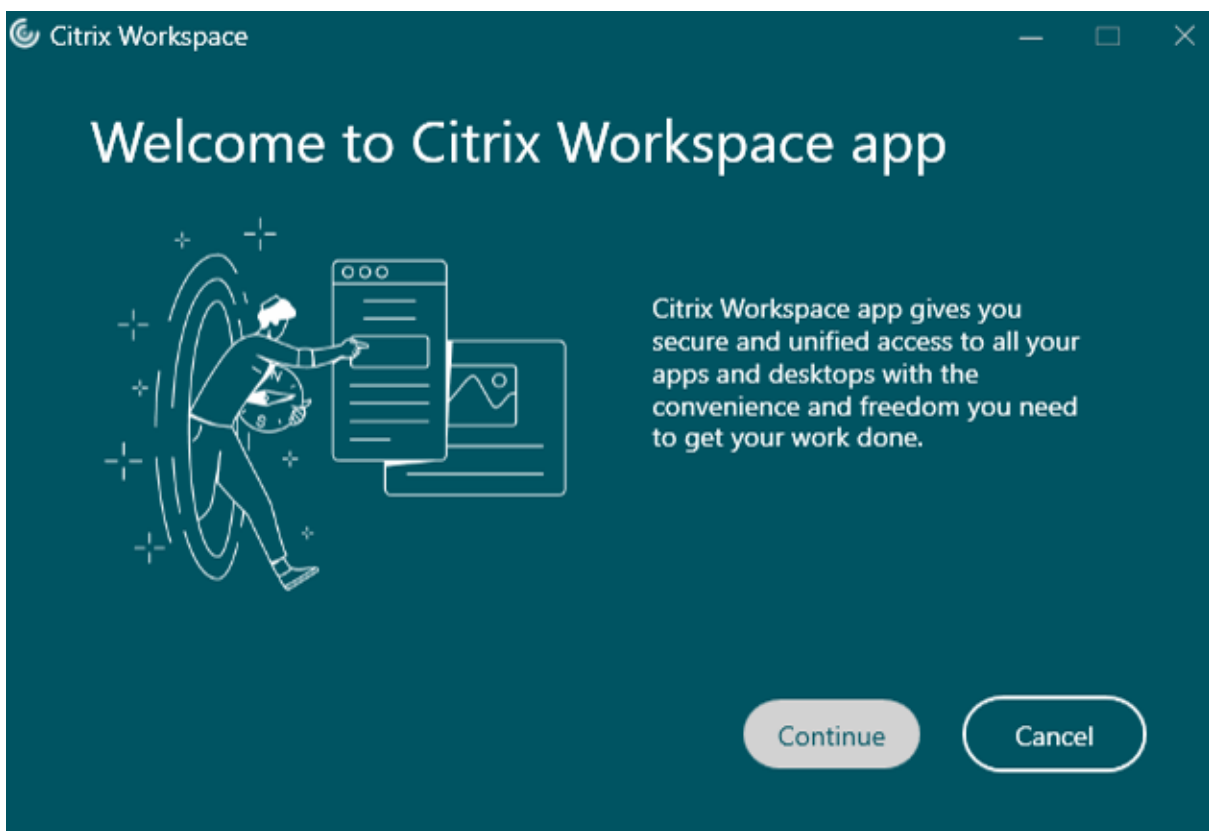 Citrix Workspace
Welcome to Citrix Workspace app
N
S
Citrix Workspace app gives you
secure and unified access to all your
apps and desktops with the
convenience and freedom you need
to get your work done.
Continue
Cancel